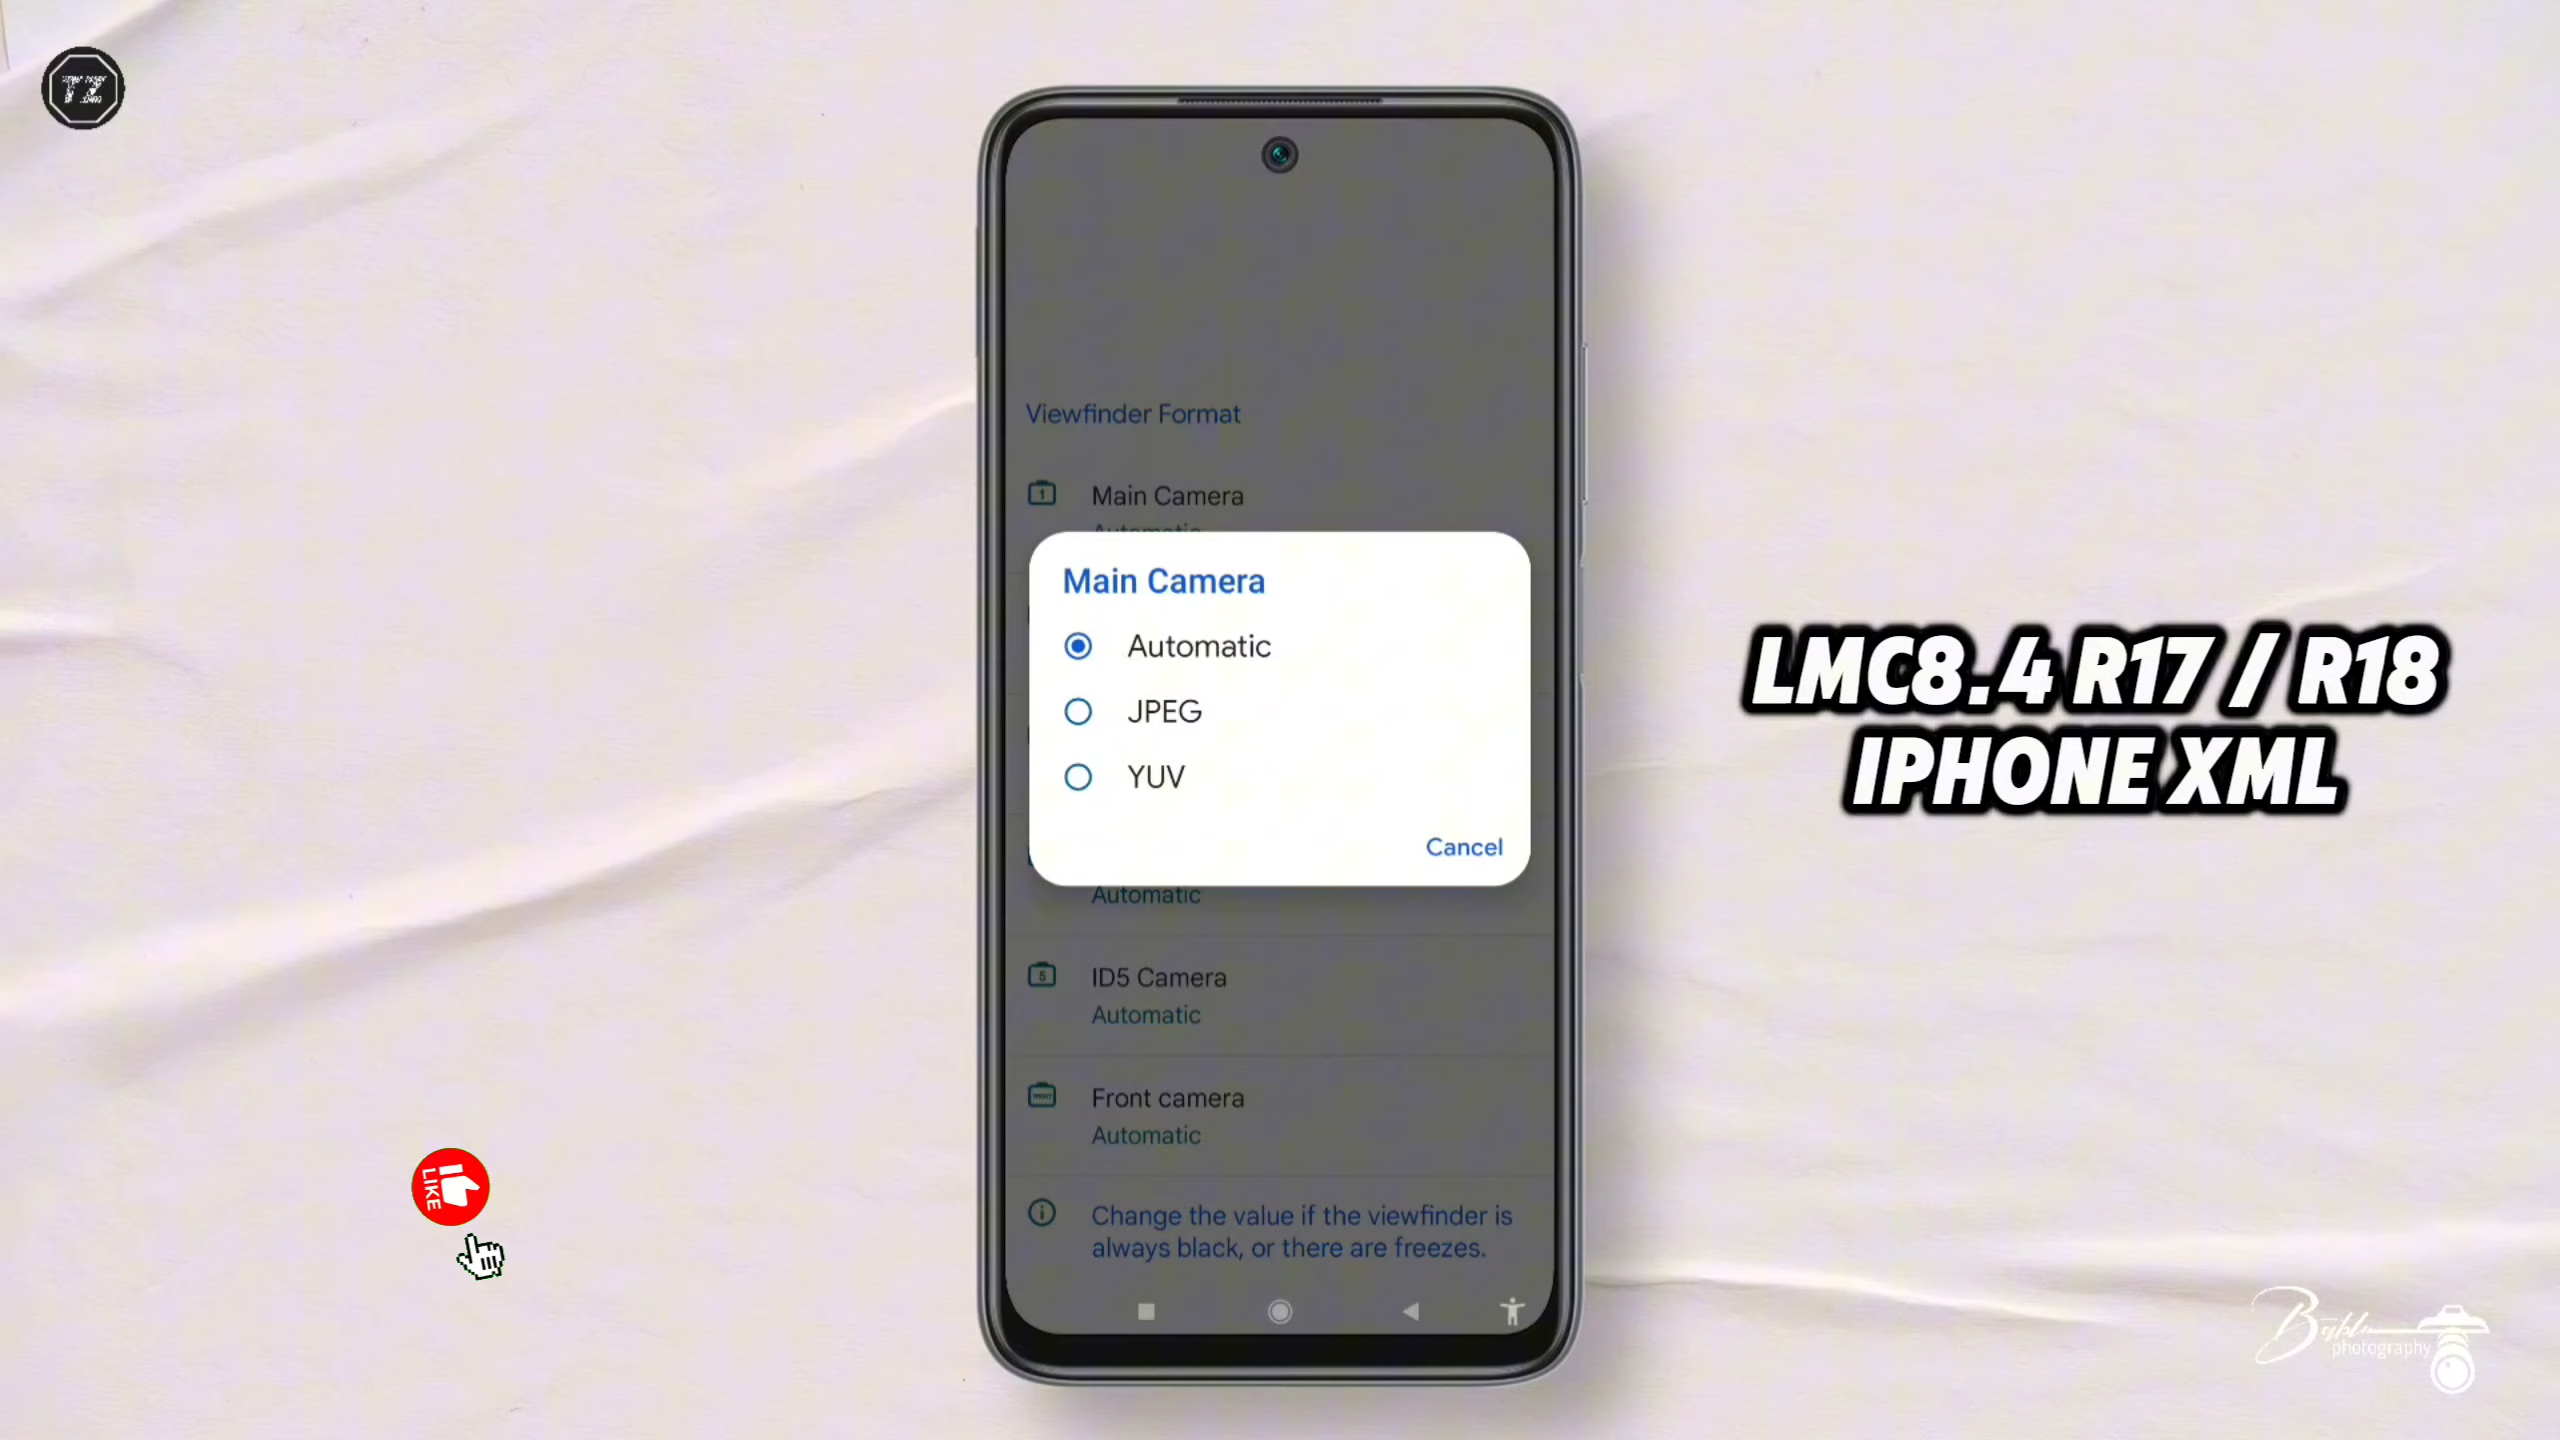 TZ
Viewfinder Format
1
Main Camera
Main Camera
Automatic
JPEG
YUV
Cancel
Automatic
5
ID5 Camera
Automatic
Front camera
Automatic
Change the value if the viewfinder is
always black, or there are freezes.
LMC8.4 R17 / R18
IPHONE XML
LIKE
photography